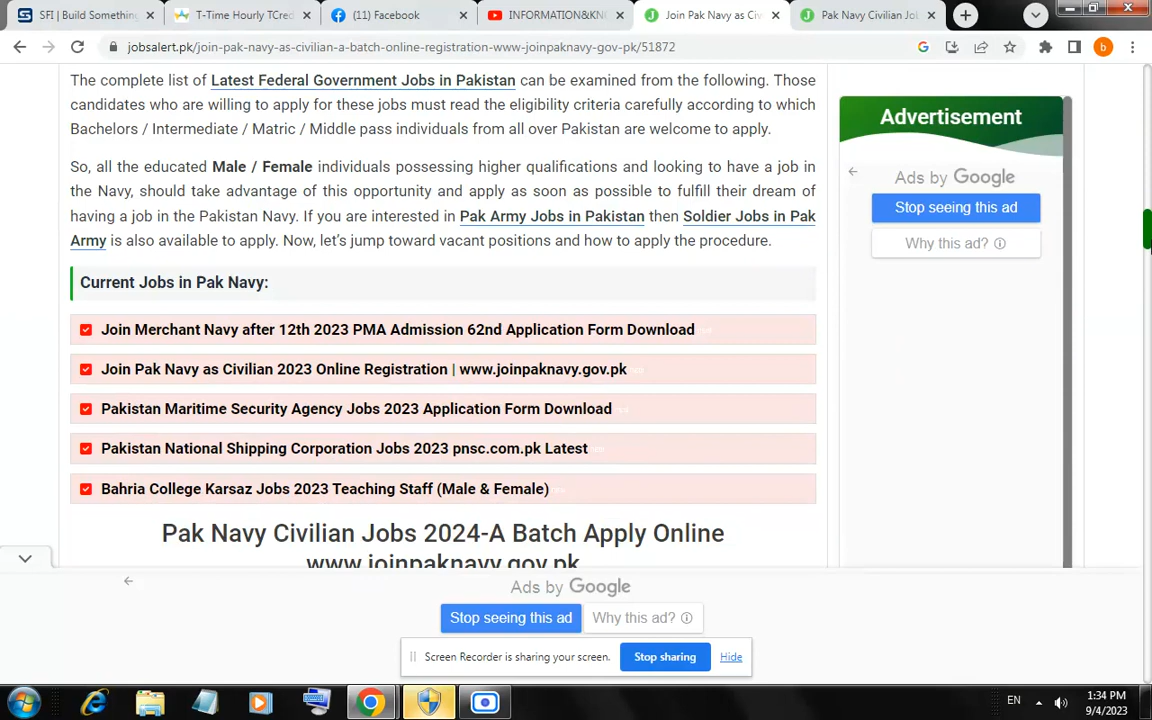 SFI | Build Something
T-Time Hourly TCred
(11) Facebook
INFORMATION&KN
Join Pak Navy as Civ
Pak Navy Civilian Jo
jobsalert.pk/join-pak-navy-as-civilian-a-batch-online-registration-www-joinpaknavy-gov-pk/51872
b
The complete list of Latest Federal Government Jobs in Pakistan can be examined from the following. Those
candidates who are willing to apply for these jobs must read the eligibility criteria carefully according to which
Bachelors / Intermediate / Matric / Middle pass individuals from all over Pakistan are welcome to apply.
So, all the educated Male / Female individuals possessing higher qualifications and looking to have a job in
the Navy, should take advantage of this opportunity and apply as soon as possible to fulfill their dream of
having a job in the Pakistan Navy. If you are interested in Pak Army Jobs in Pakistan then Soldier Jobs in Pak
Army is also available to apply. Now, let's jump toward vacant positions and how to apply the procedure.
Current Jobs in Pak Navy:
Join Merchant Navy after 12th 2023 PMA Admission 62nd Application Form Download
Join Pak Navy as Civilian 2023 Online Registration | www.joinpaknavy.gov.pk
Pakistan Maritime Security Agency Jobs 2023 Application Form Download
Pakistan National Shipping Corporation Jobs 2023 pnsc.com.pk Latest
Bahria College Karsaz Jobs 2023 Teaching Staff (Male & Female)
Pak Navy Civilian Jobs 2024-A Batch Apply Online
www.joinpaknavy.gov.pk
Advertisement
Ads by Google
Stop seeing this ad
Why this ad?
Ads by Google
Stop seeing this ad
Why this ad?
Screen Recorder is sharing your screen.
Stop sharing
Hide
EN
1:34 PM
9/4/2023